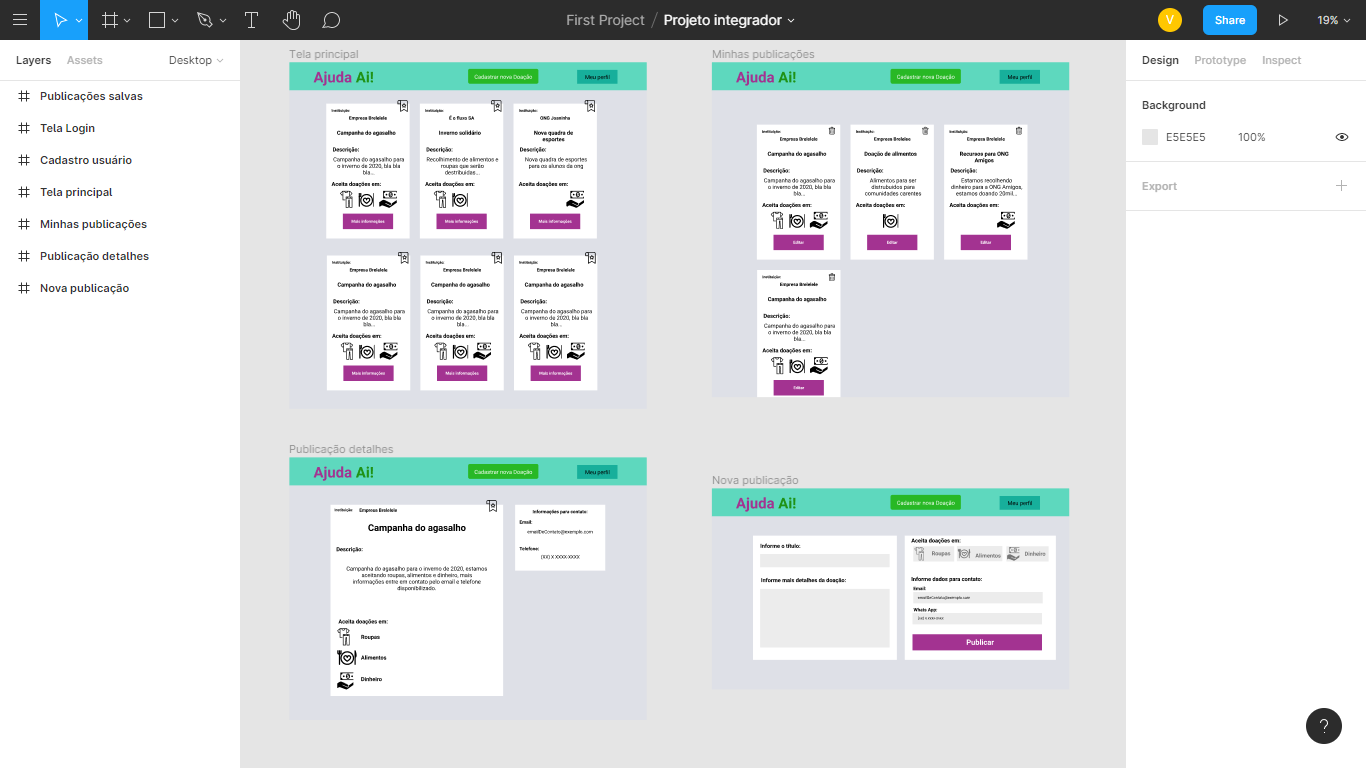 First Project / Projeto integrador
V
Share
19%
Layers
Assets
Desktop
Publicações salvas
Tela Login
Cadastro usuário
Tela principal
Minhas publicações
Publicação detalhes
Nova publicação
Tela principal
Ajuda Ai!
Cadastrar nova Doação
Meu perfil
Instituição:
Empresa Brelelele
Campanha do agasalho
Descrição:
Campanha do agasalho para
o inverno de 2020, bla bla
bla...
Aceita doações em:
Mais informações
Instituição:
É o fluxo SA
Inverno solidário
Descrição:
Recolhimento de alimentos e
roupas que serão
destribuidas...
Aceita doações em:
Mais informações
Instituição:
ONG Joaninha
Nova quadra de
esportes
Descrição:
Nova quadra de esportes
para os alunos da ong
Aceita doações em:
Mais informações
Instituição:
Empresa Brelelele
Campanha do agasalho
Descrição:
Campanha do agasalho para
o inverno de 2020, bla bla
bla...
Aceita doações em:
Mais informações
Instituição:
Empresa Brelelele
Campanha do agasalho
Descrição:
Campanha do agasalho para
o inverno de 2020, bla bla
bla...
Aceita doações em:
Mais informações
Instituição:
Empresa Brelelele
Campanha do agasalho
Descrição:
Campanha do agasalho para
o inverno de 2020, bla bla
bla...
Aceita doações em:
Mais informações
Minhas publicações
Ajuda Ai!
Cadastrar nova Doação
Meu perfil
Instituição:
Empresa Brelelele
Campanha do agasalho
Descrição:
Campanha do agasalho para
o inverno de 2020, bla bla
bla...
Aceita doações em:
Editar
Instituição:
Empresa Brelelele
Doação de alimentos
Descrição:
Alimentos para ser
distrubuidos para
comunidades carentes
Aceita doações em:
Editar
Instituição:
Empresa Brelelele
Recursos para ONG
Amigos
Descrição:
Estamos recolhendo
dinheiro para a ONG Amigos,
estamos doando 20mil...
Aceita doações em:
Editar
Instituição:
Empresa Brelelele
Campanha do agasalho
Descrição:
Campanha do agasalho para
o inverno de 2020, bla bla
bla...
Aceita doações em:
Editar
Publicação detalhes
Ajuda Ai!
Cadastrar nova Doação
Meu perfil
Instituição: Empresa Brelelele
Campanha do agasalho
Descrição:
Campanha do agasalho para o inverno de 2020, estamos
aceitando roupas, alimentos e dinheiro, mais
informações entre em contato pelo email e telefone
disponibilizado.
Aceita doações em:
Roupas
Alimentos
Dinheiro
Informações para contato:
Email:
emailDeContato@exemplo.com
Telefone:
(XX) X XXXX-XXXX
Nova publicação
Ajuda Ai!
Cadastrar nova Doação
Meu perfil
Informe o título:
Informe mais detalhes da doação:
Aceita doações em:
Roupas
Alimentos
Dinheiro
Informe dados para contato:
Email:
emailDeContato@exemplo.com
Whats App:
Publicar
Design
Prototype
Inspect
Background
E5E5E5
100%
Export
?